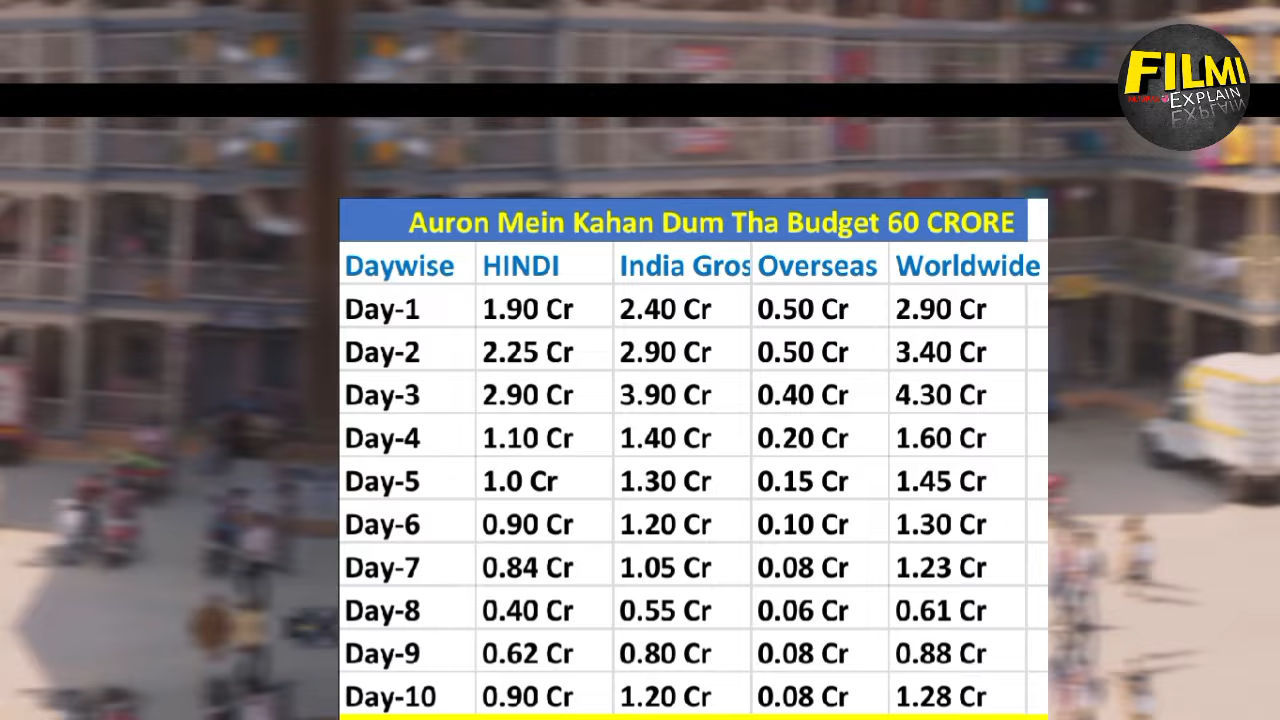 FILMI
EXPLAIN
Auron Mein Kahan Dum Tha Budget 60 CRORE
Daywise HINDI India Gros Overseas Worldwide
Day-1 1.90 Cr 2.40 Cr 0.50 Cr 2.90 Cr
Day-2 2.25 Cr 2.90 Cr 0.50 Cr 3.40 Cr
Day-3 2.90 Cr 3.90 Cr 0.40 Cr 4.30 Cr
Day-4 1.10 Cr 1.40 Cr 0.20 Cr 1.60 Cr
Day-5 1.0 Cr 1.30 Cr 0.15 Cr 1.45 Cr
Day-6 0.90 Cr 1.20 Cr 0.10 Cr 1.30 Cr
Day-7 0.84 Cr 1.05 Cr 0.08 Cr 1.23 Cr
Day-8 0.40 Cr 0.55 Cr 0.06 Cr 0.61 Cr
Day-9 0.62 Cr 0.80 Cr 0.08 Cr 0.88 Cr
Day-10 0.90 Cr 1.20 Cr 0.08 Cr 1.28 Cr